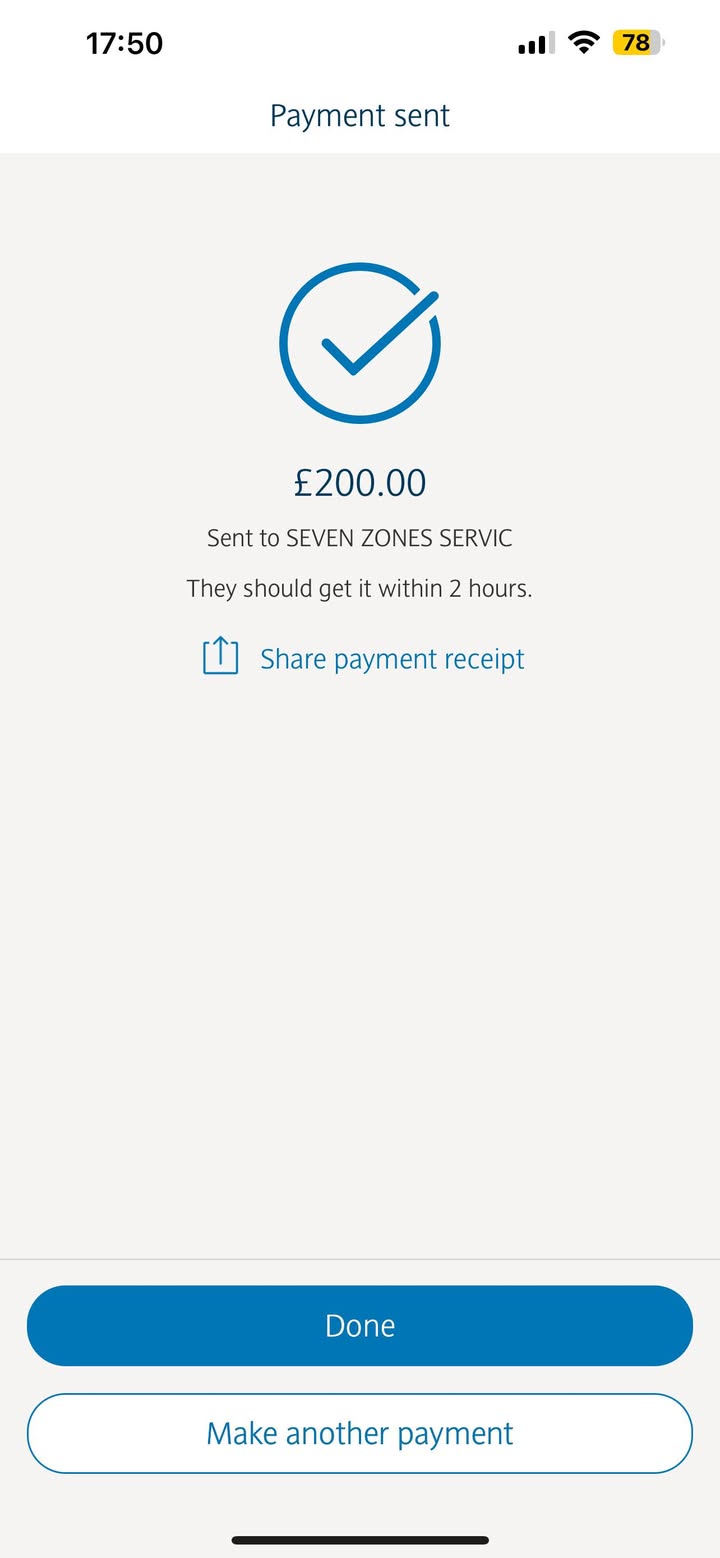 17:50
78
Payment sent
£200.00
Sent to SEVEN ZONES SERVIC
They should get it within 2 hours.
Share payment receipt
Done
Make another payment